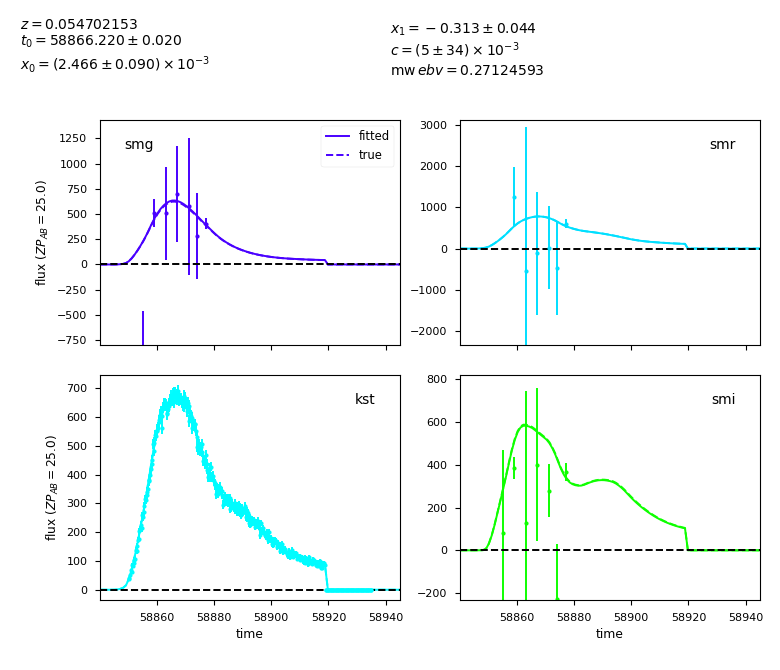 z = 0.054702153
t0 = 58866.220 ± 0.020
x0 = (2.466 ± 0.090) × 10^-3
x1 = −0.313 ± 0.044
c = (5 ± 34) × 10^-3
mw ebv = 0.27124593
smg
fitted
true
1250
1000
750
500
250
0
−250
−500
−750
flux (ZP_AB = 25.0)
smr
3000
2000
1000
0
−1000
−2000
kst
700
600
500
400
300
200
100
0
flux (ZP_AB = 25.0)
58860 58880 58900 58920 58940
time
smi
800
600
400
200
0
−200
58860 58880 58900 58920 58940
time